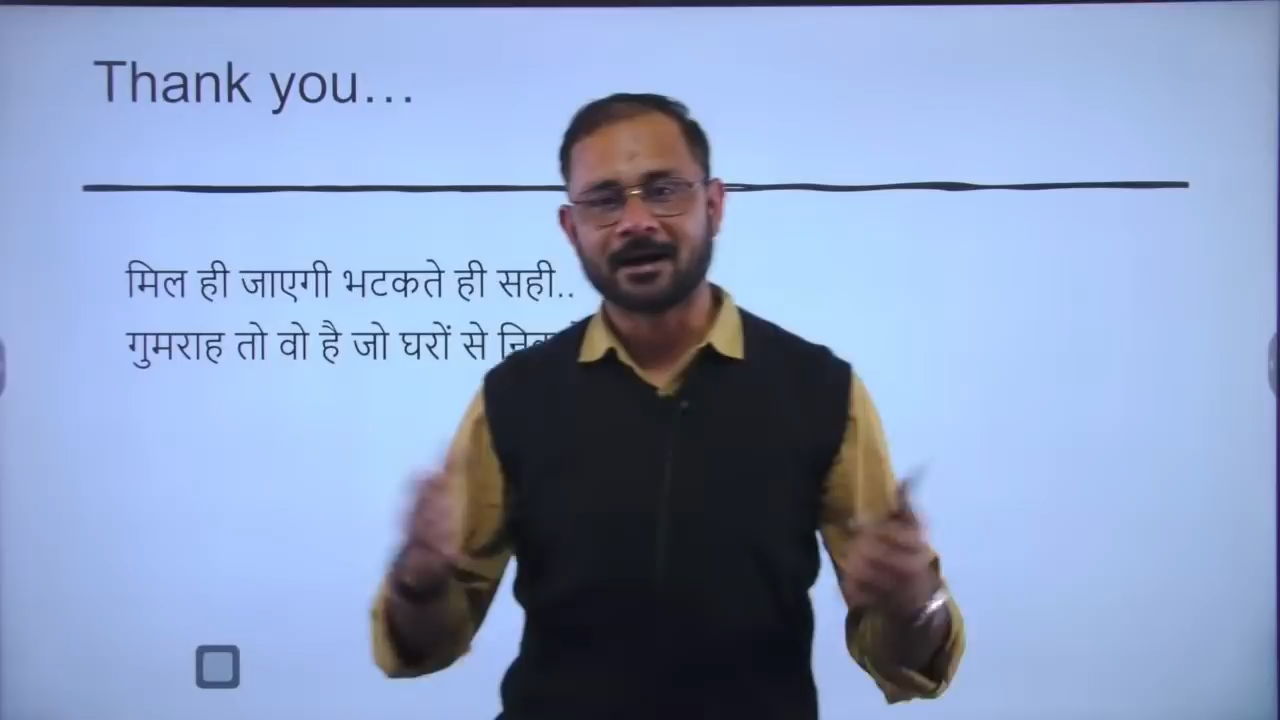 Thank you...
मिल ही जाएगी भटकते ही सही..
गुमराह तो वो है जो घरों से